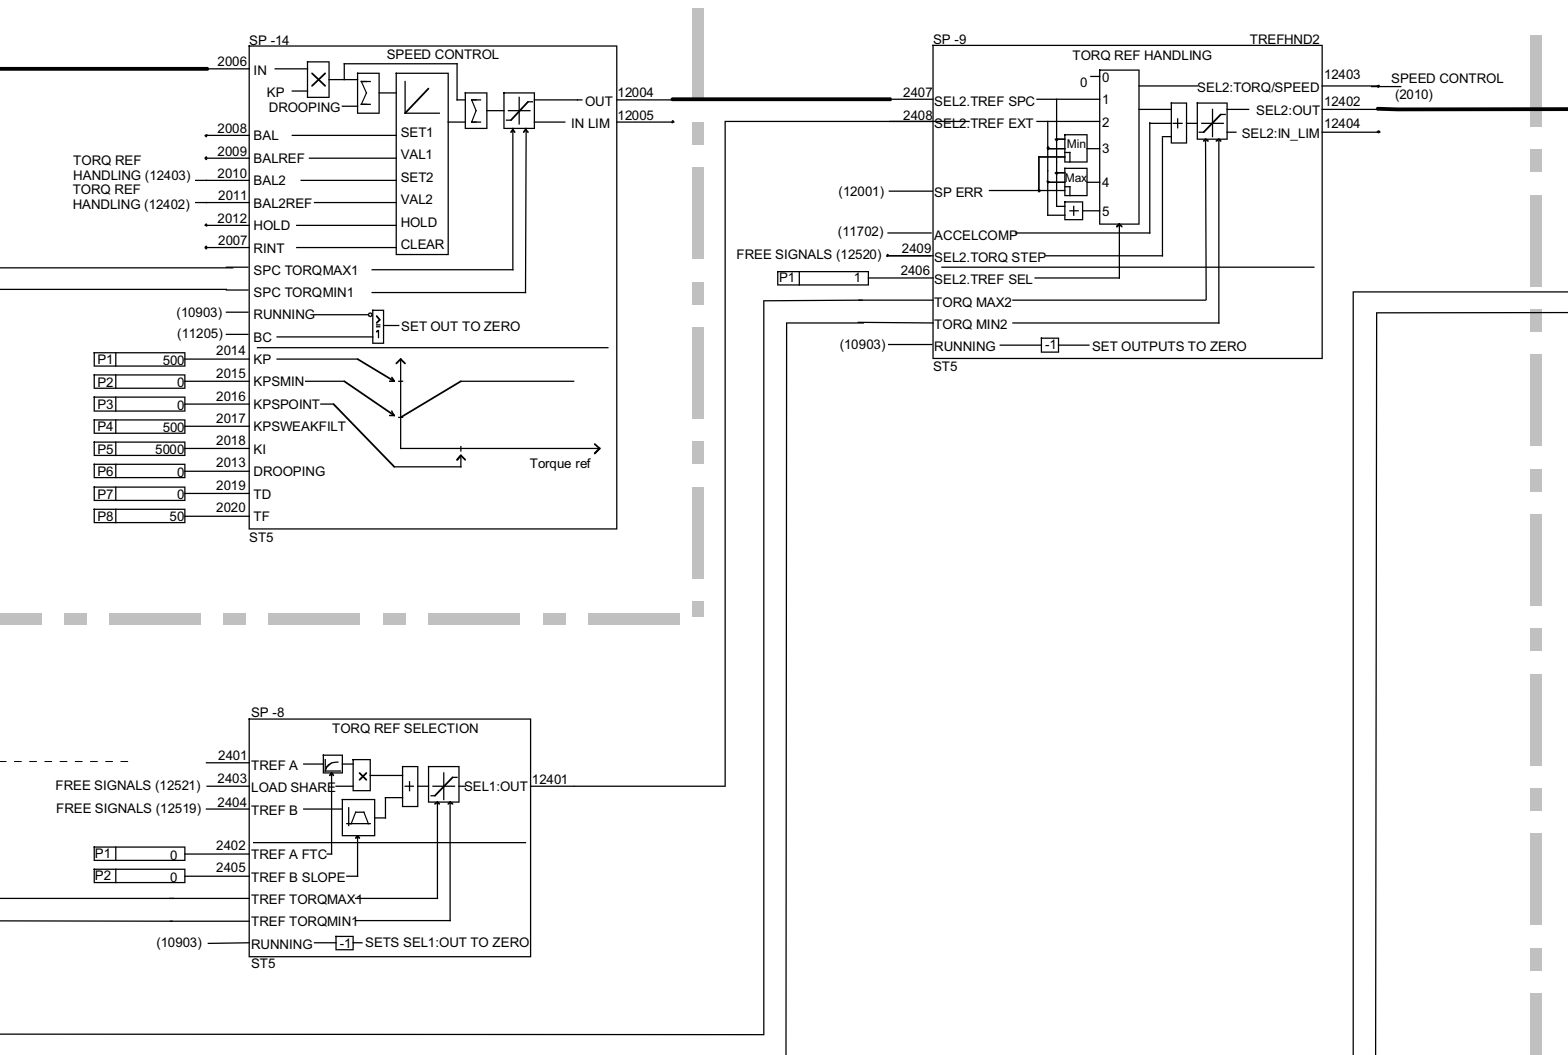 SP -14
SPEED CONTROL
2006 IN
KP
DROOPING
Σ
Σ
OUT 12004
IN LIM 12005
2008 BAL SET1
2009 BALREF VAL1
TORQ REF
HANDLING (12403) 2010 BAL2 SET2
TORQ REF
HANDLING (12402) 2011 BAL2REF VAL2
2012 HOLD HOLD
2007 RINT CLEAR
SPC TORQMAX1
SPC TORQMIN1
(10903) RUNNING
≥1 SET OUT TO ZERO
(11205) BC
P1 500 2014 KP
P2 0 2015 KPSMIN
P3 0 2016 KPSPOINT
P4 500 2017 KPSWEAKFILT
P5 5000 2018 KI
P6 0 2013 DROOPING
Torque ref
P7 0 2019 TD
P8 50 2020 TF
ST5
SP -9 TREFHND2
TORQ REF HANDLING
0 0
SEL2:TORQ/SPEED 12403 SPEED CONTROL
(2010)
2407 SEL2.TREF SPC 1
SEL2:OUT 12402
2408 SEL2.TREF EXT 2 +
SEL2:IN_LIM 12404
Min 3
Max 4
(12001) SP ERR
+ 5
(11702) ACCELCOMP
FREE SIGNALS (12520) 2409 SEL2.TORQ STEP
P1 1 2406 SEL2.TREF SEL
TORQ MAX2
TORQ MIN2
(10903) RUNNING -1 SET OUTPUTS TO ZERO
ST5
SP -8
TORQ REF SELECTION
2401 TREF A
FREE SIGNALS (12521) 2403 LOAD SHARE × + SEL1:OUT 12401
FREE SIGNALS (12519) 2404 TREF B
P1 0 2402 TREF A FTC
P2 0 2405 TREF B SLOPE
TREF TORQMAX1
TREF TORQMIN1
(10903) RUNNING -1 SETS SEL1:OUT TO ZERO
ST5